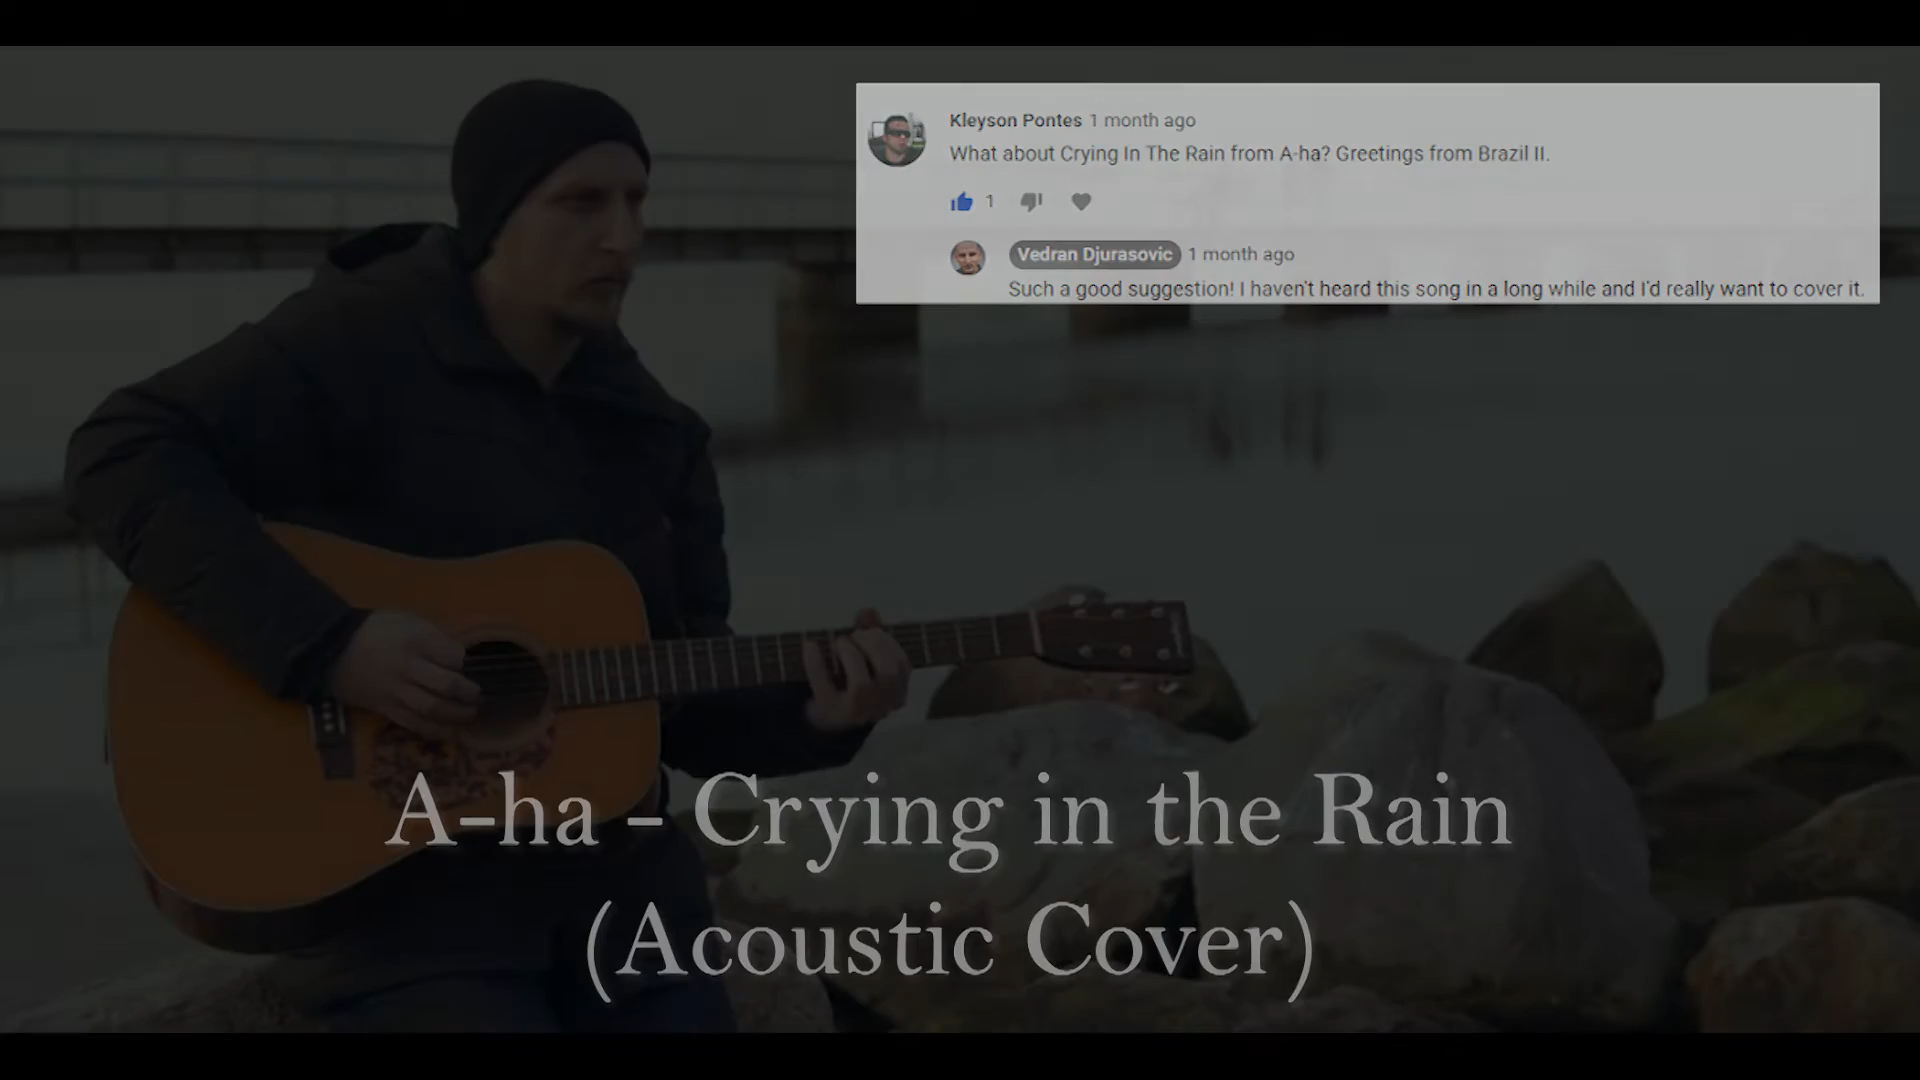 Kleyson Pontes 1 month ago
What about Crying In The Rain from A-ha? Greetings from Brazil II.
1
Vedran Djurasovic 1 month ago
Such a good suggestion! I haven't heard this song in a long while and I'd really want to cover it.
A-ha - Crying in the Rain
(Acoustic Cover)